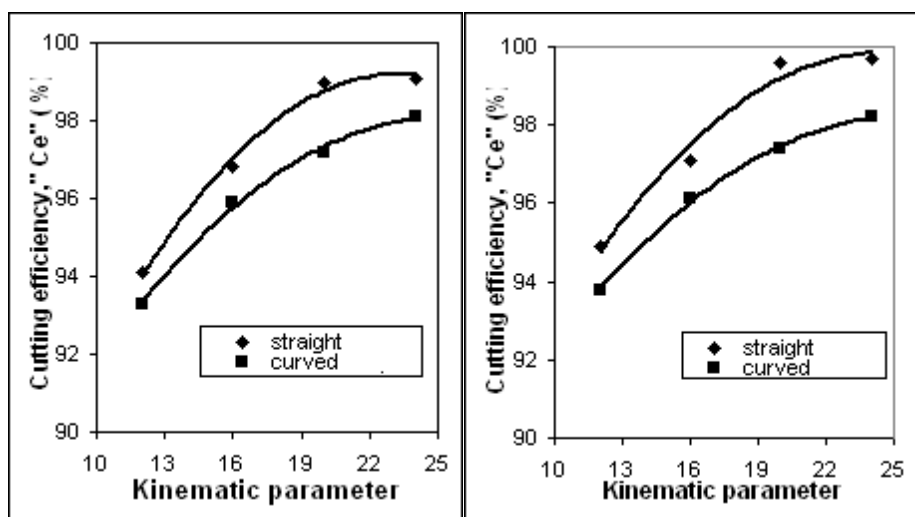 100
98
96
94
92
90
Cutting efficiency," Ce" ( %)
straight
curved
10 13 16 19 22 25
Kinematic parameter
100
98
96
94
92
90
Cutting efficiency, "Ce" (%)
straight
curved
10 13 16 19 22 25
Kinematic parameter